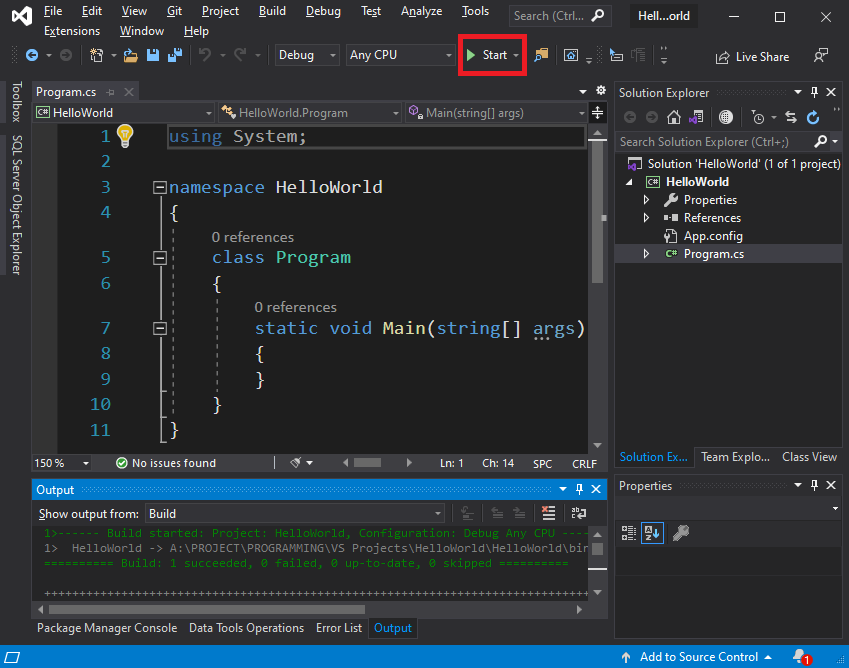 File Edit View Git Project Build Debug Test Analyze Tools Search (Ctrl... Hell...orld
Extensions Window Help
Debug Any CPU Start Live Share
Toolbox
SQL Server Object Explorer
Program.cs
HelloWorld HelloWorld.Program Main(string[] args)
1 using System;
2
3 namespace HelloWorld
4 {
0 references
5 class Program
6 {
0 references
7 static void Main(string[] args)
8 {
9 }
10 }
11 }
150 % No issues found Ln: 1 Ch: 14 SPC CRLF
Solution Explorer
Search Solution Explorer (Ctrl+;)
Solution 'HelloWorld' (1 of 1 project)
C# HelloWorld
Properties
References
App.config
C# Program.cs
Solution Ex... Team Explo... Class View
Output
Show output from: Build
1>------ Build started: Project: HelloWorld, Configuration: Debug Any CPU ----
1> HelloWorld -> A:\PROJECT\PROGRAMMING\VS Projects\HelloWorld\HelloWorld\bin
========== Build: 1 succeeded, 0 failed, 0 up-to-date, 0 skipped ==========
Package Manager Console Data Tools Operations Error List Output
Properties
Add to Source Control 1